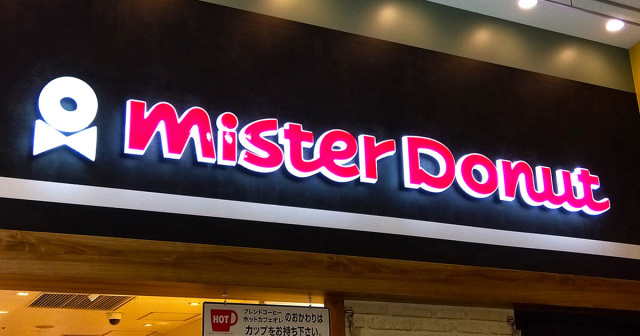 mister Donut
HOT
ブレンドコーヒー、
ホットカフェオレ のおかわりは
カップをお持ち下さい。